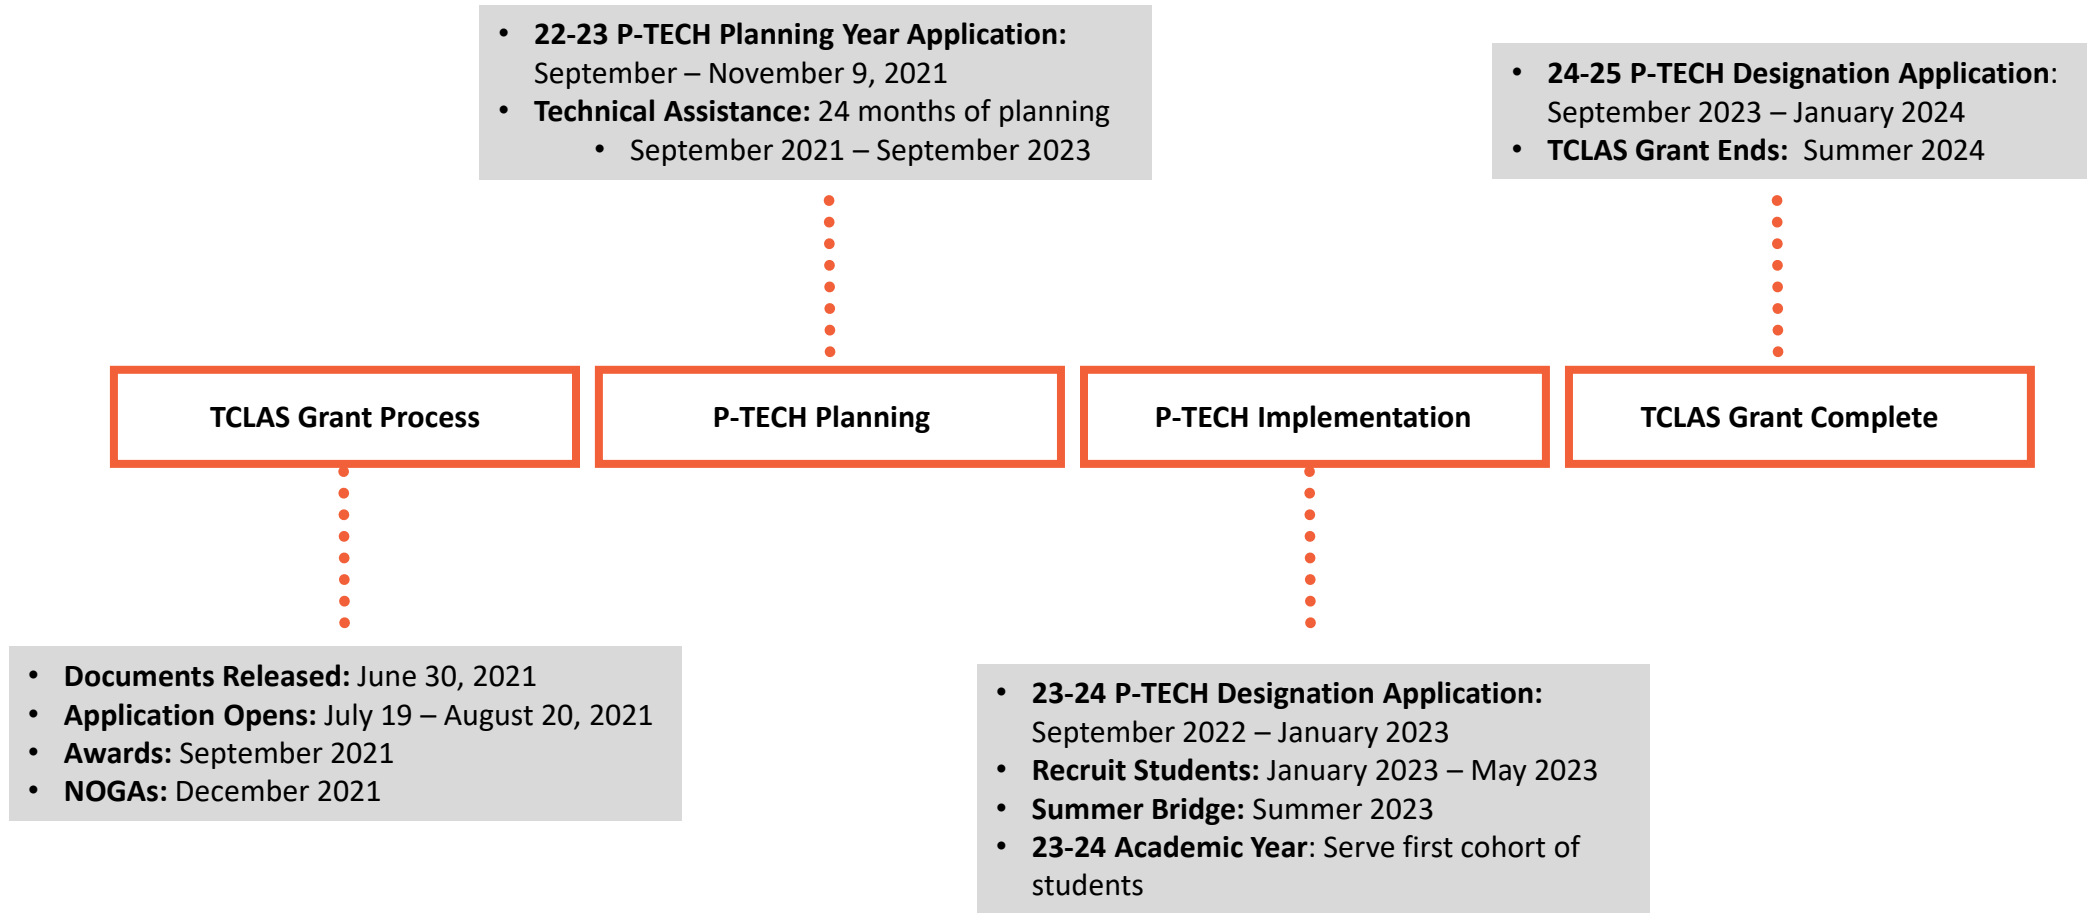 • 22-23 P-TECH Planning Year Application:
September – November 9, 2021
• Technical Assistance: 24 months of planning
• September 2021 – September 2023
• 24-25 P-TECH Designation Application:
September 2023 – January 2024
• TCLAS Grant Ends: Summer 2024
TCLAS Grant Process
P-TECH Planning
P-TECH Implementation
TCLAS Grant Complete
• Documents Released: June 30, 2021
• Application Opens: July 19 – August 20, 2021
• Awards: September 2021
• NOGAs: December 2021
• 23-24 P-TECH Designation Application:
September 2022 – January 2023
• Recruit Students: January 2023 – May 2023
• Summer Bridge: Summer 2023
• 23-24 Academic Year: Serve first cohort of
students